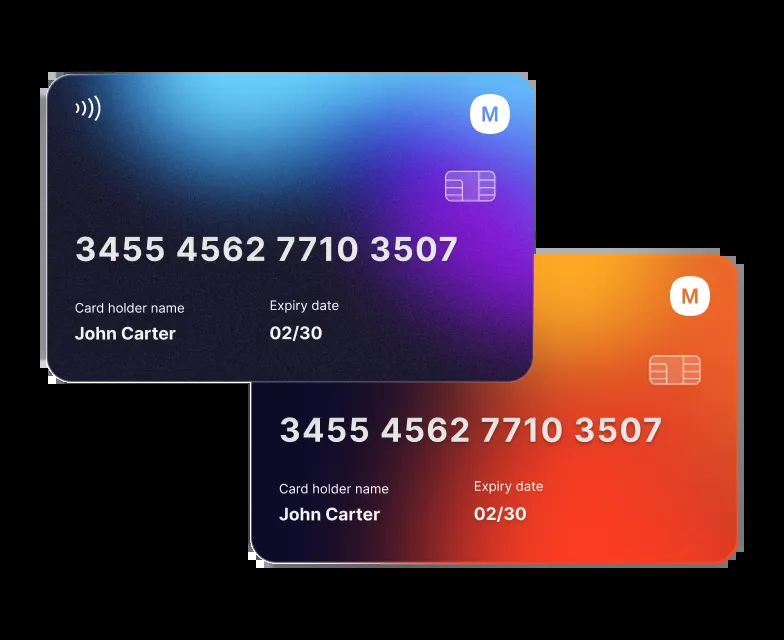 M
3455 4562 7710 3507
Card holder name
Expiry date
John Carter
02/30
M
3455 4562 7710 3507
Card holder name
Expiry date
John Carter
02/30